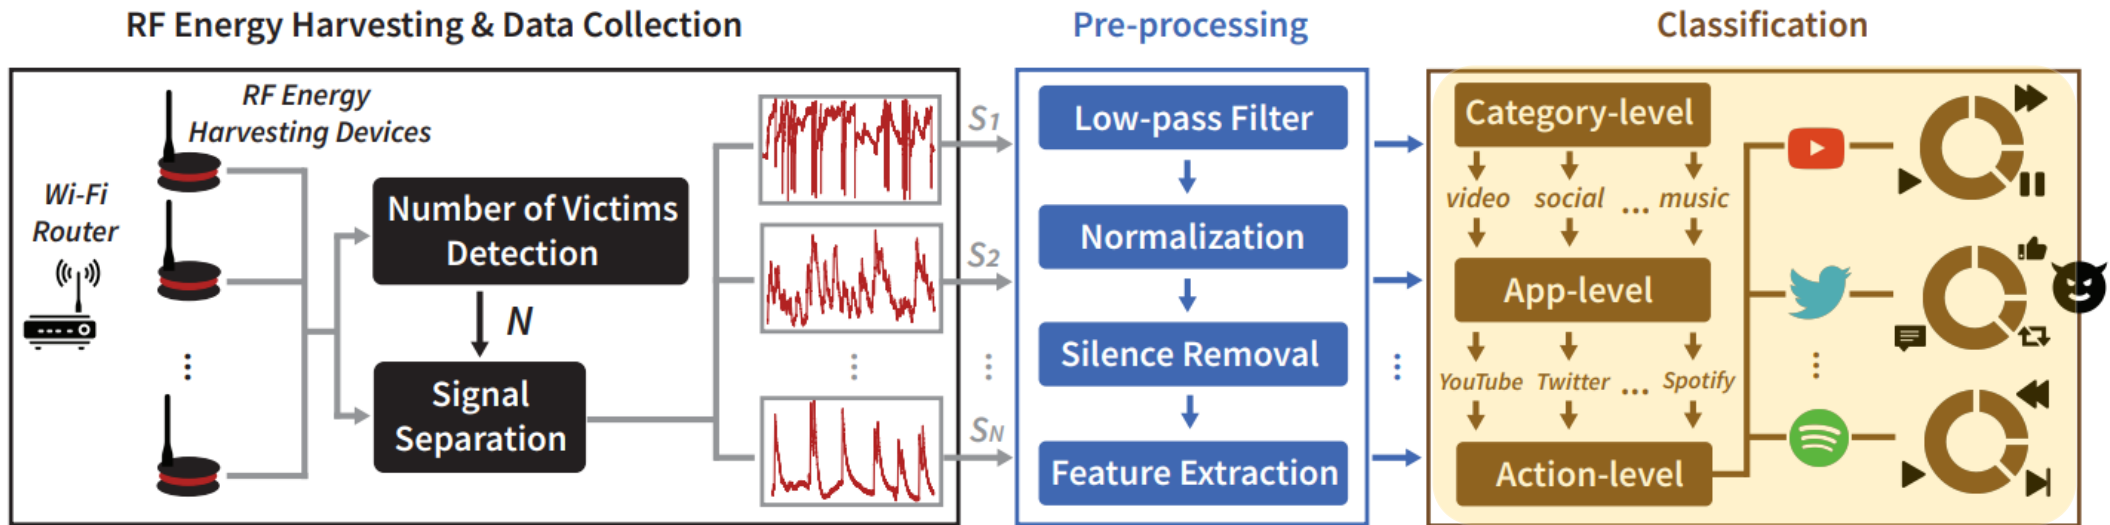 RF Energy Harvesting & Data Collection
Pre-processing
Classification
RF Energy
Harvesting Devices
Wi-Fi
Router
Number of Victims
Detection
N
Signal
Separation
S1
S2
SN
Low-pass Filter
Normalization
Silence Removal
Feature Extraction
Category-level
video social ... music
App-level
YouTube Twitter ... Spotify
Action-level